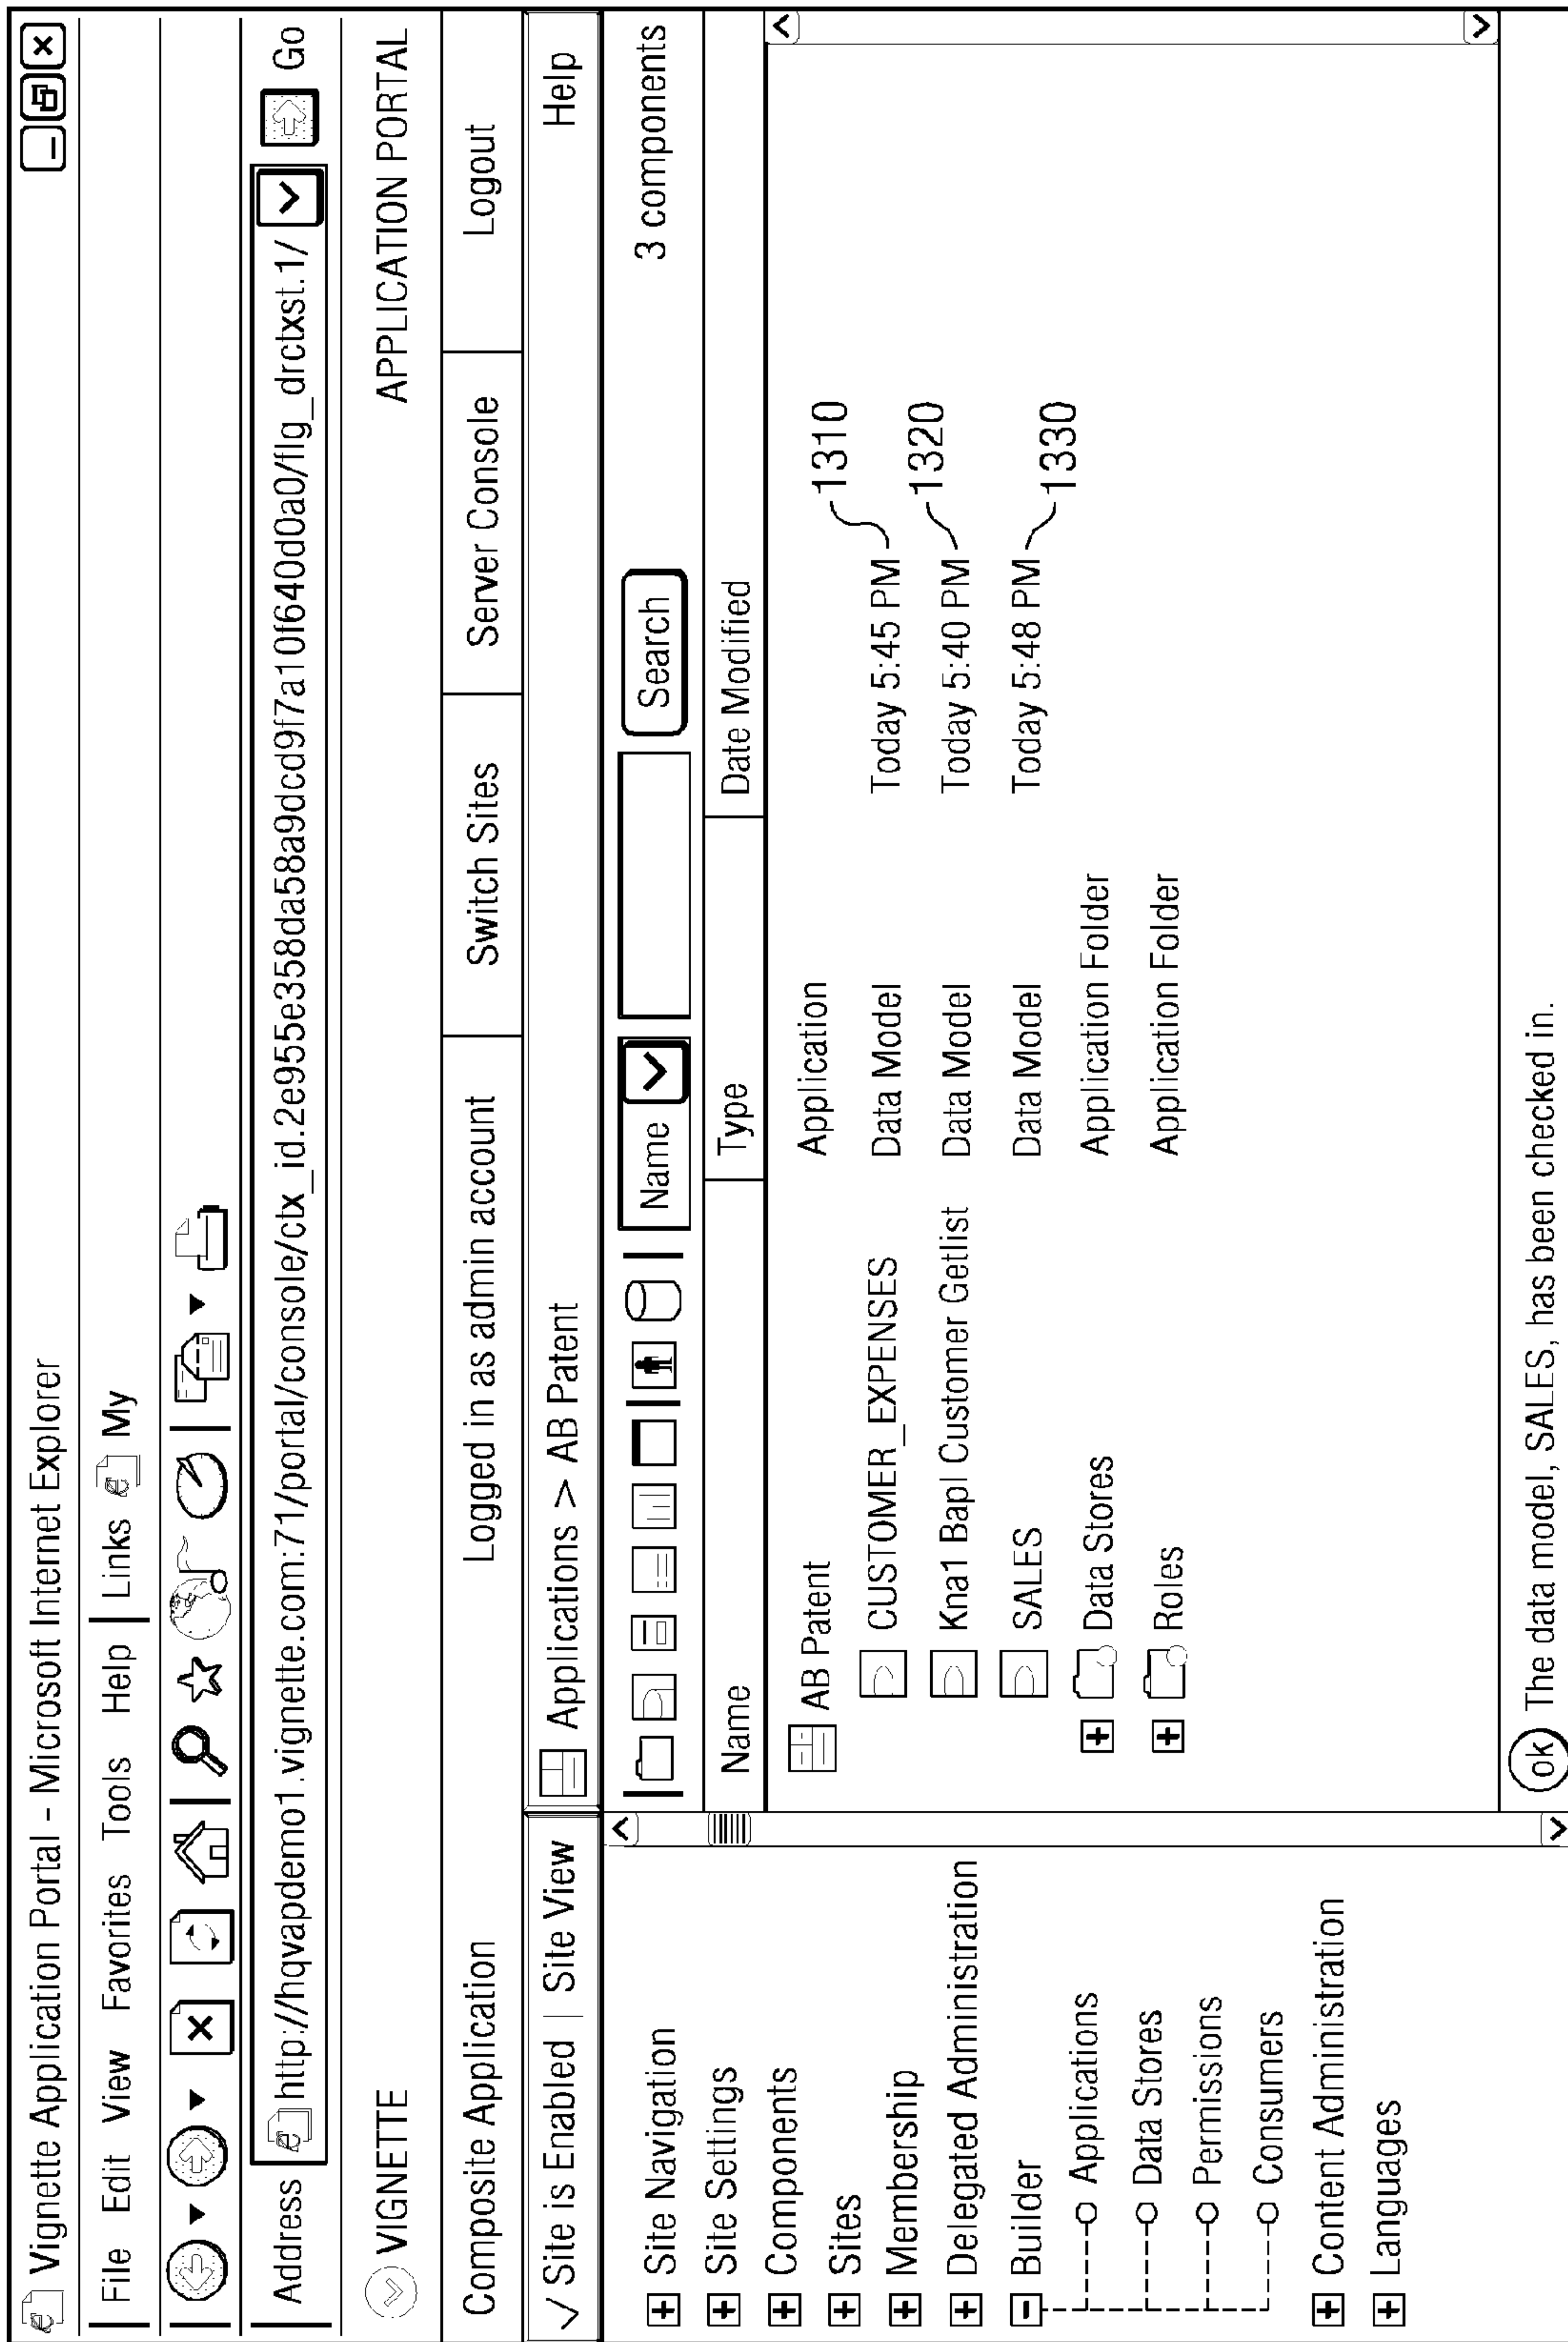 Vignette Application Portal - Microsoft Internet Explorer
File Edit View Favorites Tools Help | Links My
Address http://hqvapdemo1.vignette.com:71/portal/console/ctx_id.2e955e358da58a9dcd9f7a10f640d0a0/flg_drctxst.1/ Go
VIGNETTE APPLICATION PORTAL
Composite Application Logged in as admin account Switch Sites Server Console Logout
✓ Site is Enabled | Site View Applications > AB Patent Help
Name Search 3 components
Site Navigation
Site Settings
Components
Sites
Membership
Delegated Administration
Builder
Applications
Data Stores
Permissions
Consumers
Content Administration
Languages
Name Type Date Modified
AB Patent Application
CUSTOMER_EXPENSES Data Model Today 5:45 PM 1310
Kna1 Bapl Customer Getlist Data Model Today 5:40 PM 1320
SALES Data Model Today 5:48 PM 1330
Data Stores Application Folder
Roles Application Folder
ok The data model, SALES, has been checked in.